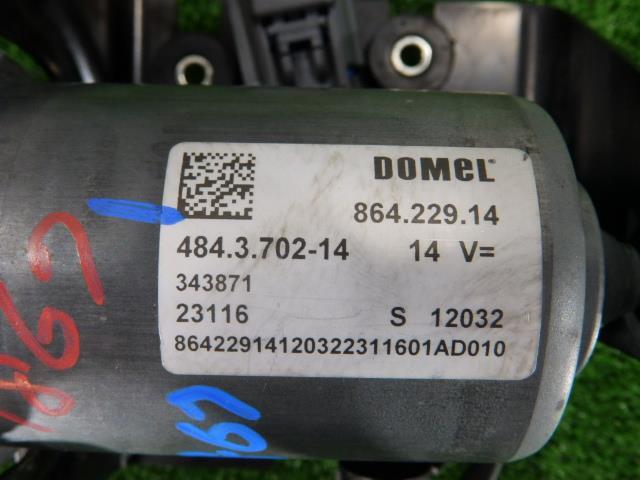 DOMEL
864.229.14
484.3.702-14 14 V=
343871
23116 S 12032
86422914120322311601AD010